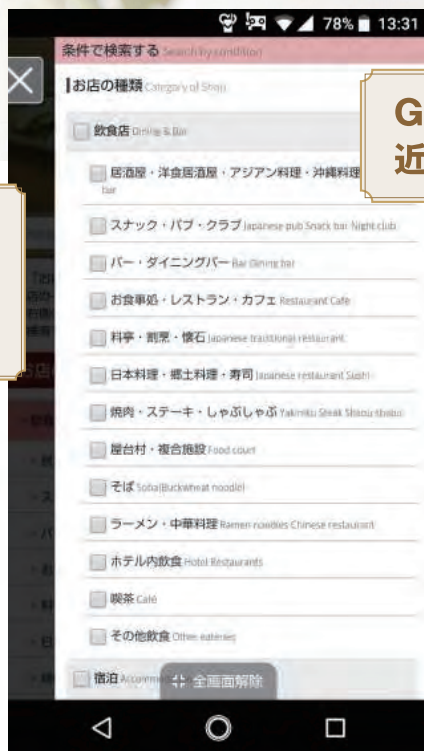 78% 13:31
条件で検索する Search by condition
お店の種類 Category of Shop
飲食店 Dining & Bar
居酒屋・洋食居酒屋・アジアン料理・沖縄料理
bar
スナック・パブ・クラブ Japanese pub Snack bar Night club
バー・ダイニングバー Bar Dining bar
お食事処・レストラン・カフェ Restaurant Cafe
料亭・割烹・懐石 Japanese traditional restaurant
日本料理・郷土料理・寿司 Japanese restaurant Sushi
焼肉・ステーキ・しゃぶしゃぶ Yakiniku Steak Shabu shabu
屋台村・複合施設 Food court
そば Soba(Buckwheat noodle)
ラーメン・中華料理 Ramen noodles Chinese restaurant
ホテル内飲食 Hotel Restaurants
喫茶 Café
その他飲食 Other eateries
宿泊
全画面解除
G
近